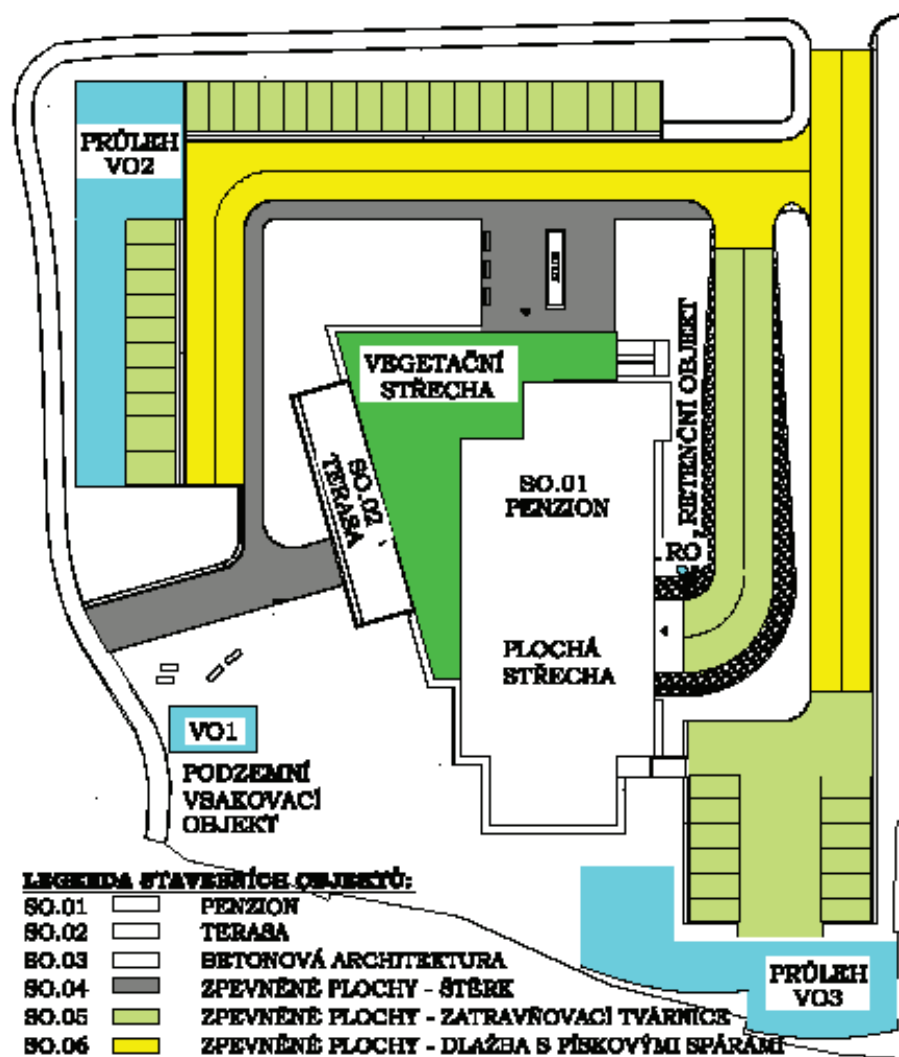 PRŮLEH
VO2
VEGETAČNÍ
STŘECHA
RETENČNÍ OBJEKT
SO.02
TERASA
SO.01
PENZION
RO
PLOCHÁ
STŘECHA
VO1
PODZEMNÍ
VSAKOVACÍ
OBJEKT
PRŮLEH
VO3
LEGENDA STAVEBNÍCH OBJEKTŮ:
SO.01 PENZION
SO.02 TERASA
SO.03 BETONOVÁ ARCHITEKTURA
SO.04 ZPEVNĚNÉ PLOCHY - ŠTĚRK
SO.05 ZPEVNĚNÉ PLOCHY - ZATRAVŇOVACÍ TVÁRNICE
SO.06 ZPEVNĚNÉ PLOCHY - DLAŽBA S PÍSKOVÝMI SPÁRAMI